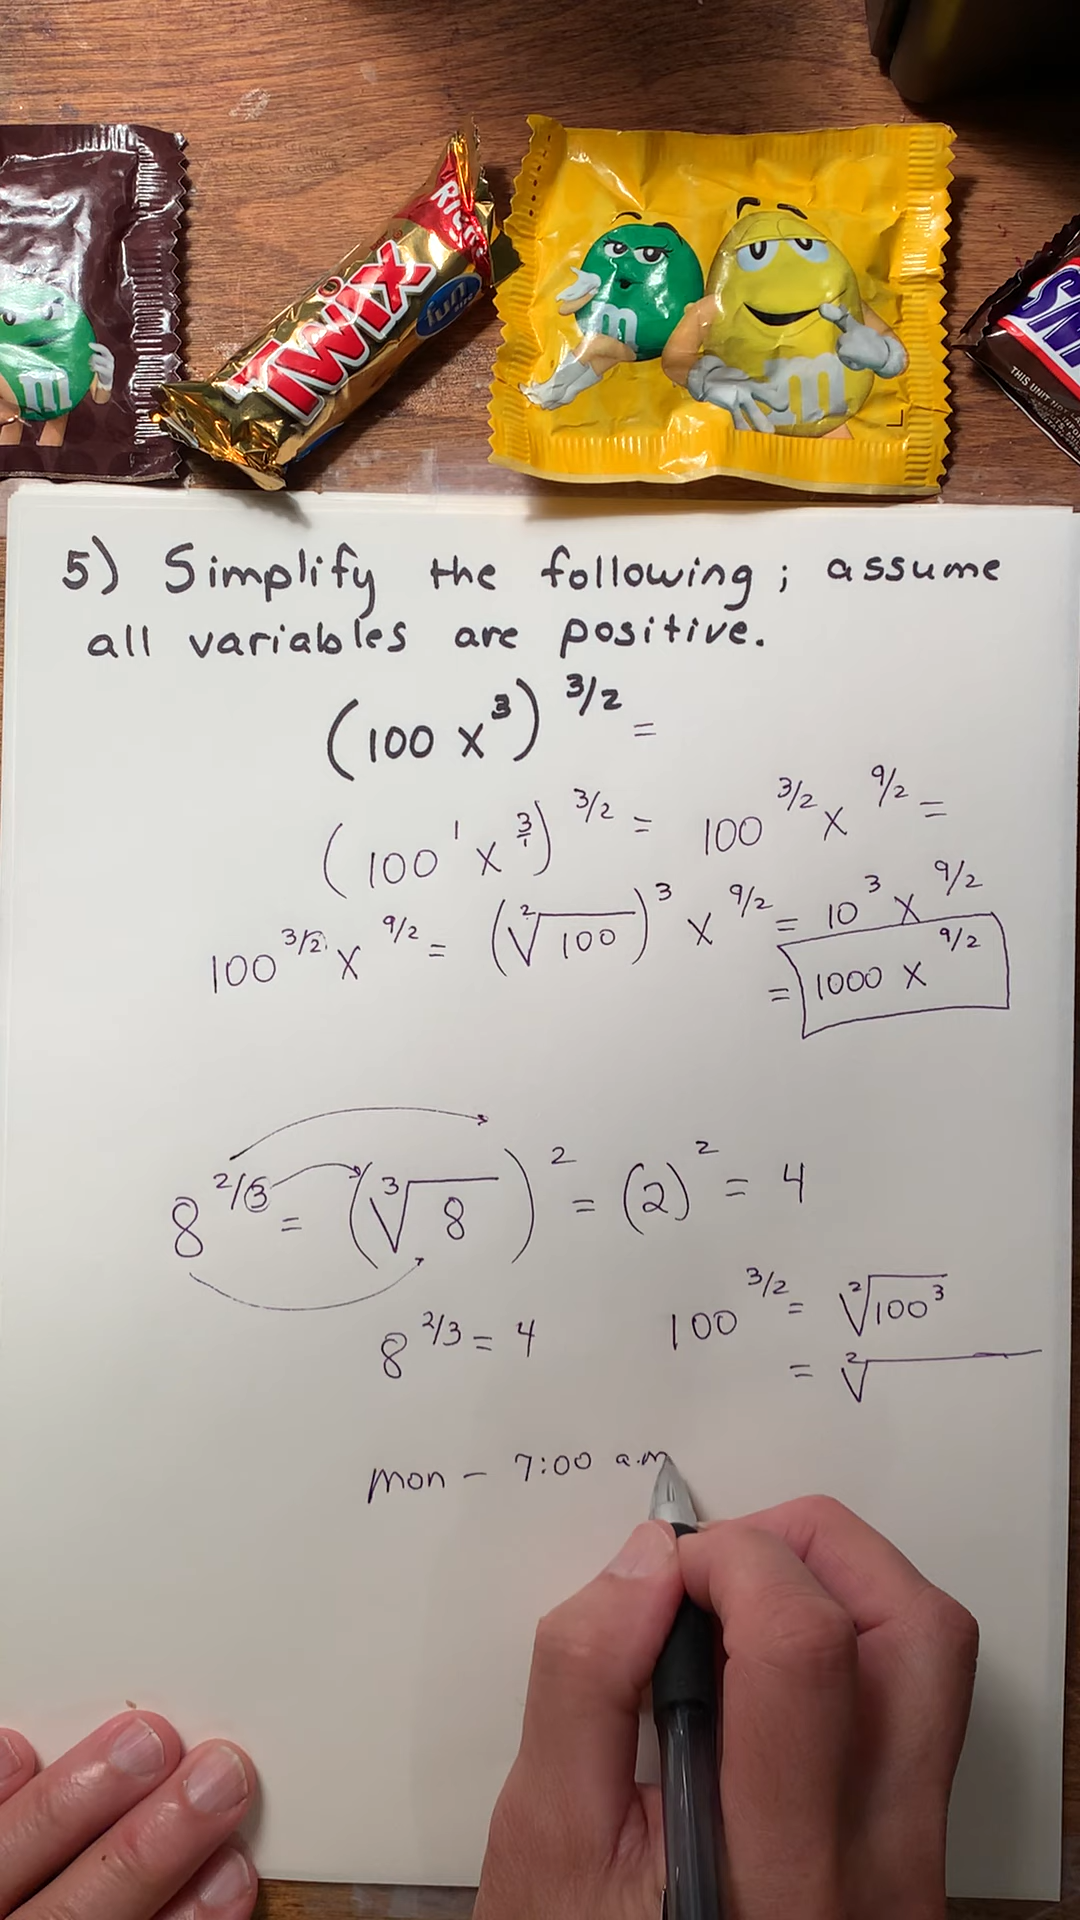 TWIX
fun
size
m
m
m
THIS UNIT NOT
5) Simplify the following; assume
all variables are positive.
(100 x³)^3/2 =
(100¹ x^3/1)^3/2 = 100^3/2 x^9/2 =
100^3/2 x^9/2 = (²√100)³ x^9/2 = 10³ x^9/2
= 1000 x^9/2
8^2/3 = (³√8)² = (2)² = 4
8^2/3 = 4
100^3/2 = ²√100³
= ²√
mon – 7:00 a.m